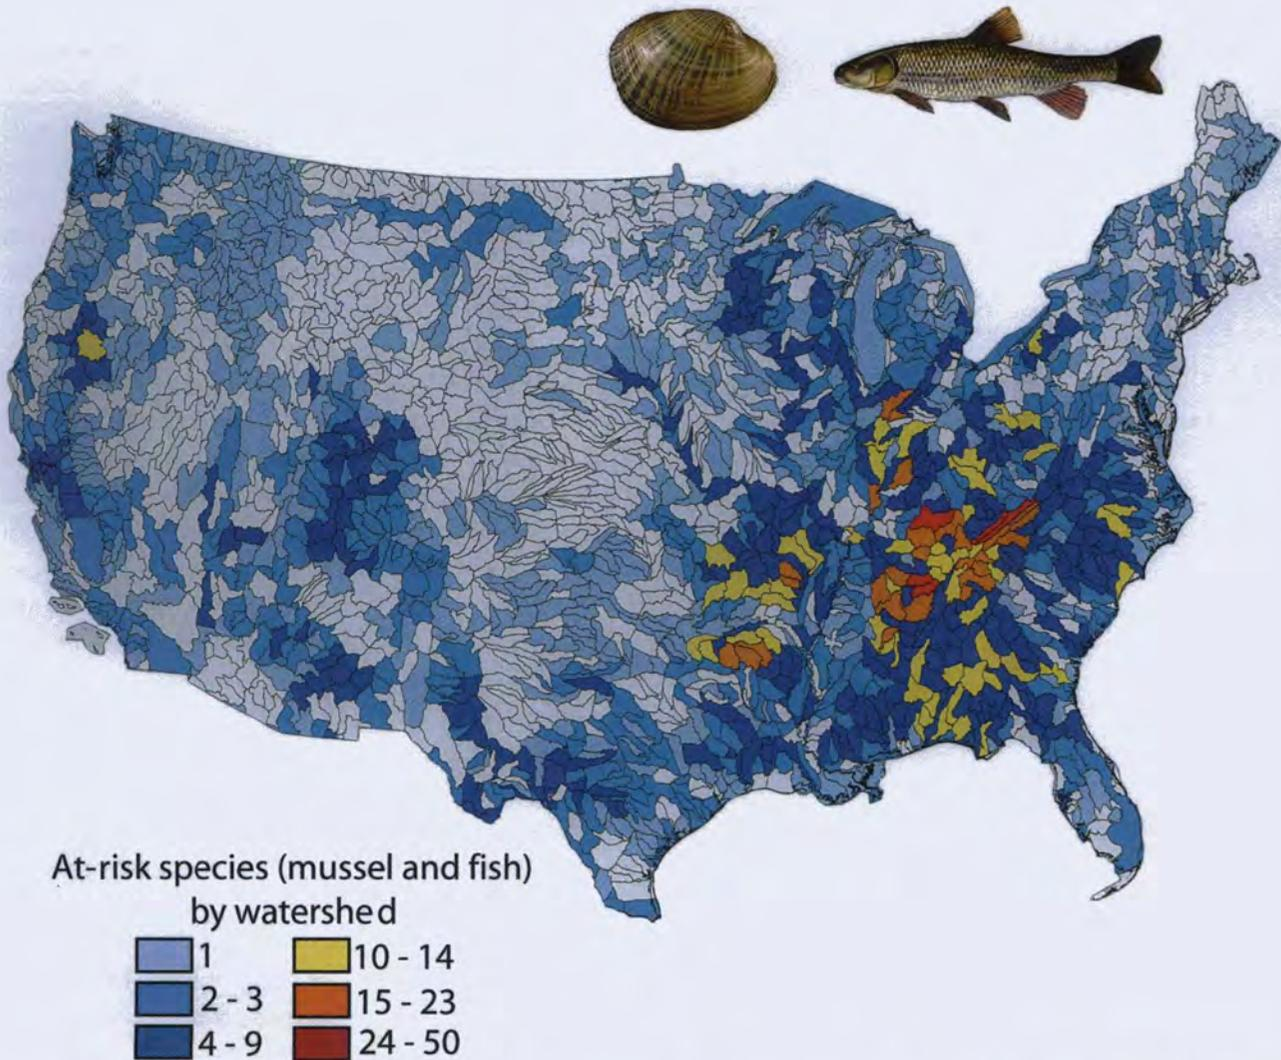 At-risk species (mussel and fish)
by watershed
1
10 - 14
2 - 3
15 - 23
4 - 9
24 - 50